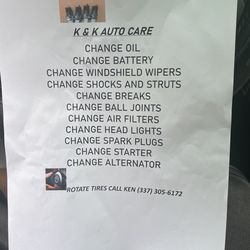 K & K AUTO CARE
CHANGE OIL
CHANGE BATTERY
CHANGE WINDSHIELD WIPERS
CHANGE SHOCKS AND STRUTS
CHANGE BREAKS
CHANGE BALL JOINTS
CHANGE AIR FILTERS
CHANGE HEAD LIGHTS
CHANGE SPARK PLUGS
CHANGE STARTER
CHANGE ALTERNATOR
ROTATE TIRES CALL KEN (337) 305-6172